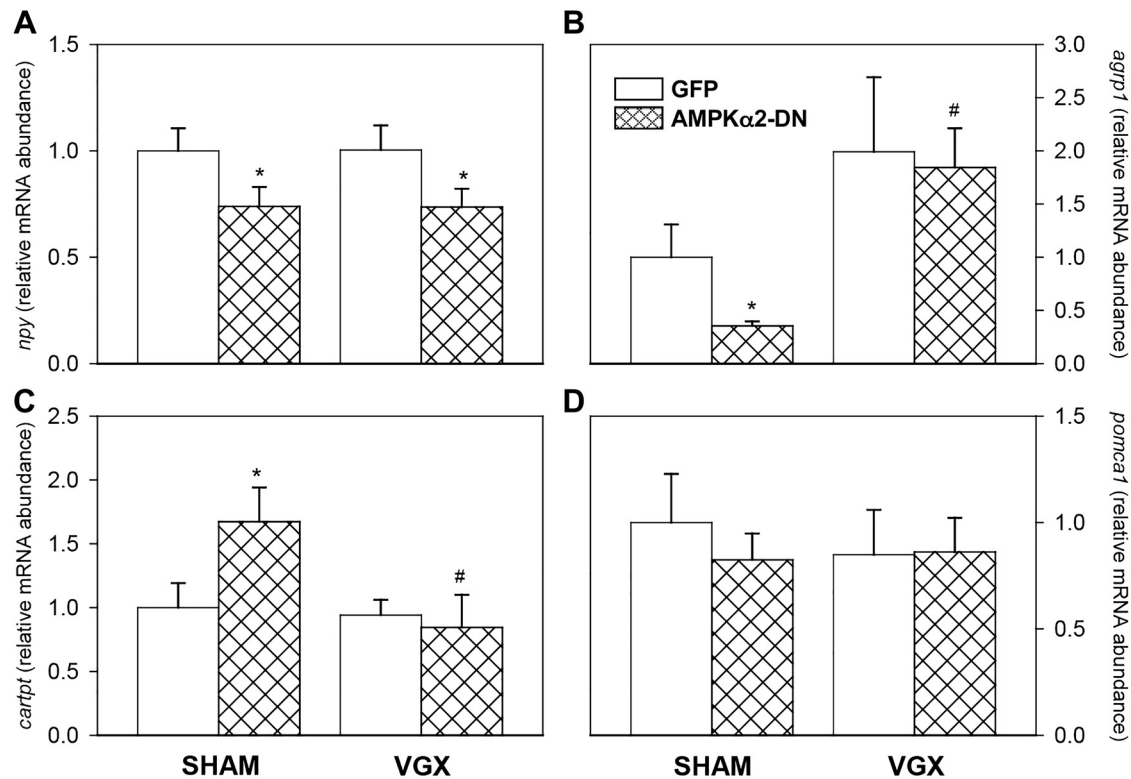 A
1.5
1.0
0.5
0.0
npy (relative mRNA abundance)
*
*
B
GFP
AMPKα2-DN
3.0
2.5
2.0
1.5
1.0
0.5
0.0
agrp1 (relative mRNA abundance)
*
#
C
2.5
2.0
1.5
1.0
0.5
0.0
cartpt (relative mRNA abundance)
*
#
SHAM VGX
D
1.5
1.0
0.5
0.0
pomca1 (relative mRNA abundance)
SHAM VGX